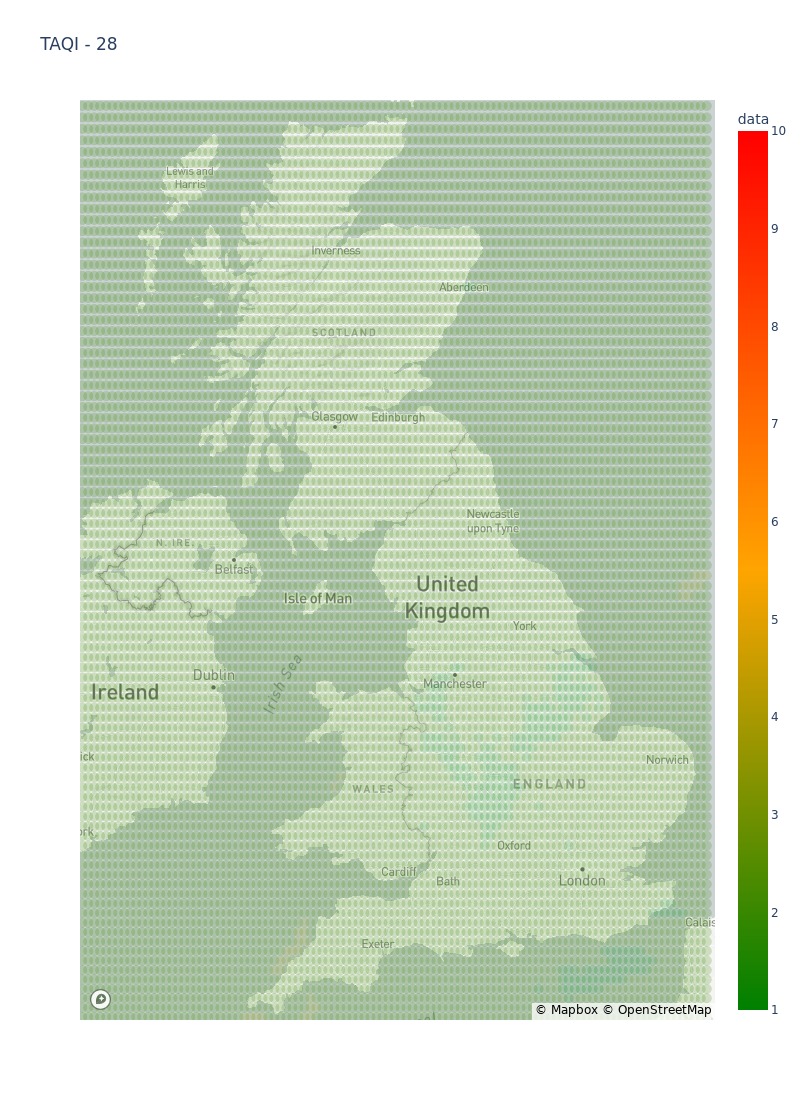 TAQI - 28
data
10
9
8
7
6
5
4
3
2
1
Lewis and
Harris
Inverness
Aberdeen
SCOTLAND
Glasgow
Edinburgh
Newcastle
upon Tyne
N. IRE.
Belfast
Isle of Man
United
Kingdom
York
Irish Sea
Dublin
Manchester
Ireland
ick
Norwich
WALES
ENGLAND
ork
Oxford
Cardiff
Bath
London
Calais
Exeter
© Mapbox © OpenStreetMap